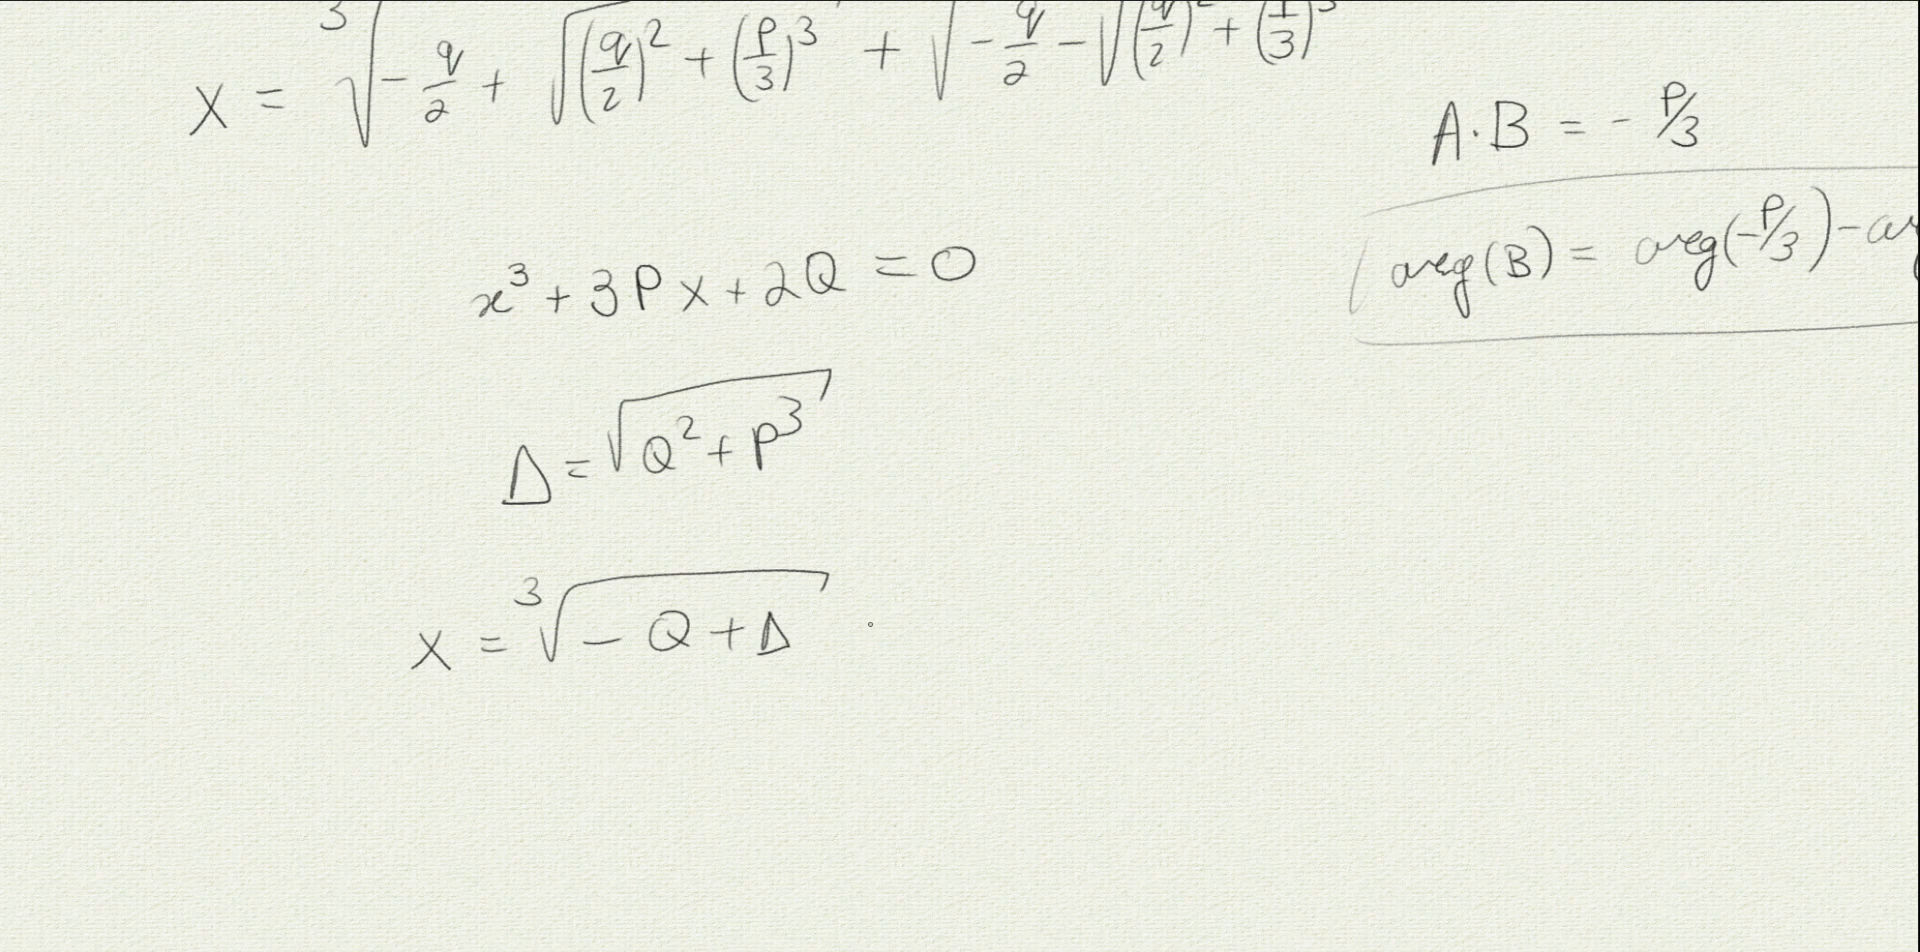 x = ∛(-q/2 + √((q/2)² + (p/3)³)) + √(-q/2 - √((q/2)² + (p/3)³))
A·B = - P/3
arg(B) = arg(-P/3) - ar
x³ + 3Px + 2Q = 0
Δ = √(Q² + P³)
x = ∛(- Q + Δ)